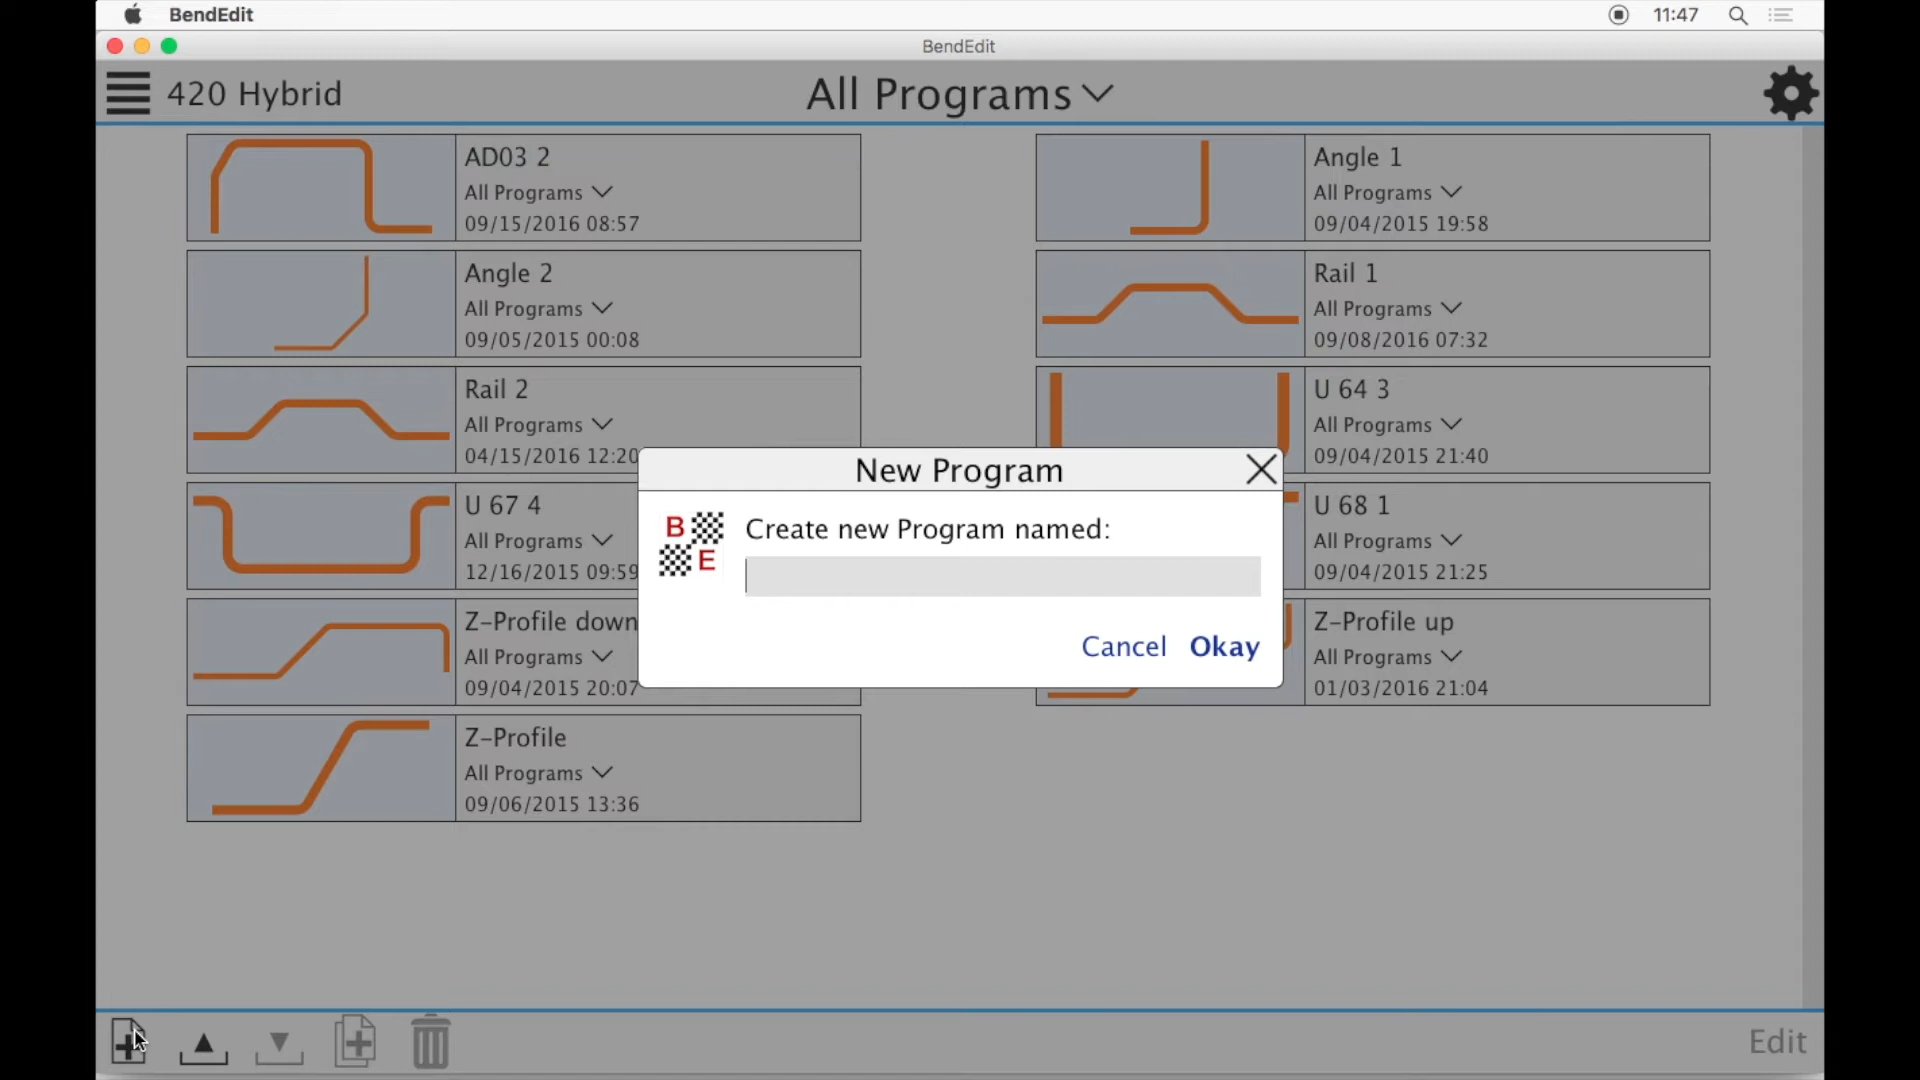 BendEdit
11:47
BendEdit
420 Hybrid
All Programs
AD03 2
All Programs
09/15/2016 08:57
Angle 1
All Programs
09/04/2015 19:58
Angle 2
All Programs
09/05/2015 00:08
Rail 1
All Programs
09/08/2016 07:32
Rail 2
All Programs
04/15/2016 12:20
U 64 3
All Programs
09/04/2015 21:40
U 67 4
All Programs
12/16/2015 09:59
U 68 1
All Programs
09/04/2015 21:25
Z-Profile down
All Programs
09/04/2015 20:07
Z-Profile up
All Programs
01/03/2016 21:04
Z-Profile
All Programs
09/06/2015 13:36
New Program
B
E
Create new Program named:
Cancel Okay
Edit